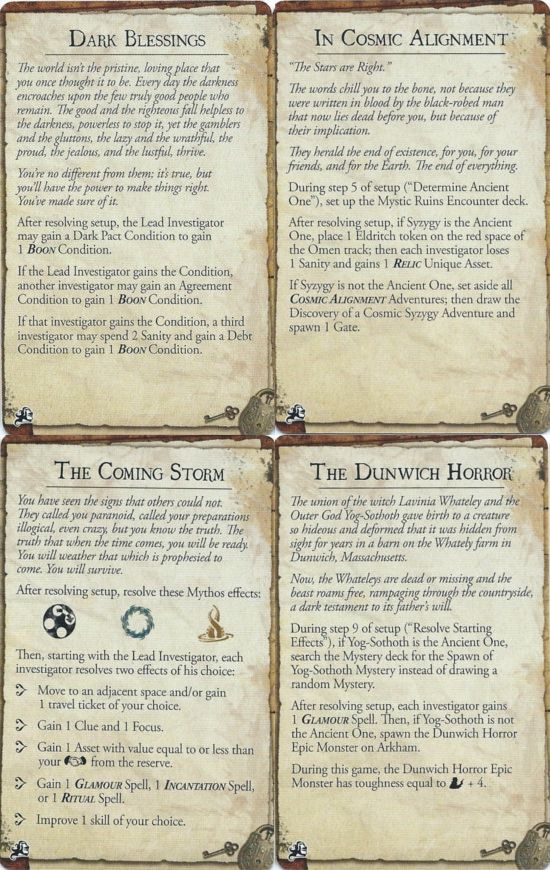 DARK BLESSINGS
The world isn't the pristine, loving place that
you once thought it to be. Every day the darkness
encroaches upon the few truly good people who
remain. The good and the righteous fall helpless to
the darkness, powerless to stop it, yet the gamblers
and the gluttons, the lazy and the wrathful, the
proud, the jealous, and the lustful, thrive.
You're no different from them; it's true, but
you'll have the power to make things right.
You've made sure of it.
After resolving setup, the Lead Investigator
may gain a Dark Pact Condition to gain
1 BOON Condition.
If the Lead Investigator gains the Condition,
another investigator may gain an Agreement
Condition to gain 1 BOON Condition.
If that investigator gains the Condition, a third
investigator may spend 2 Sanity and gain a Debt
Condition to gain 1 BOON Condition.
IN COSMIC ALIGNMENT
"The Stars are Right."
The words chill you to the bone, not because they
were written in blood by the black-robed man
that now lies dead before you, but because of
their implication.
They herald the end of existence, for you, for your
friends, and for the Earth. The end of everything.
During step 5 of setup ("Determine Ancient
One"), set up the Mystic Ruins Encounter deck.
After resolving setup, if Syzygy is the Ancient
One, place 1 Eldritch token on the red space of
the Omen track; then each investigator loses
1 Sanity and gains 1 RELIC Unique Asset.
If Syzygy is not the Ancient One, set aside all
COSMIC ALIGNMENT Adventures; then draw the
Discovery of a Cosmic Syzygy Adventure and
spawn 1 Gate.
THE COMING STORM
You have seen the signs that others could not.
They called you paranoid, called your preparations
illogical, even crazy, but you know the truth. The
truth that when the time comes, you will be ready.
You will weather that which is prophesied to
come. You will survive.
After resolving setup, resolve these Mythos effects:
Then, starting with the Lead Investigator, each
investigator resolves two effects of his choice:
Move to an adjacent space and/or gain
1 travel ticket of your choice.
Gain 1 Clue and 1 Focus.
Gain 1 Asset with value equal to or less than
your from the reserve.
Gain 1 GLAMOUR Spell, 1 INCANTATION Spell,
or 1 RITUAL Spell.
Improve 1 skill of your choice.
THE DUNWICH HORROR
The union of the witch Lavinia Whateley and the
Outer God Yog-Sothoth gave birth to a creature
so hideous and deformed that it was hidden from
sight for years in a barn on the Whately farm in
Dunwich, Massachusetts.
Now, the Whateleys are dead or missing and the
beast roams free, rampaging through the countryside,
a dark testament to its father's will.
During step 9 of setup ("Resolve Starting
Effects"), if Yog-Sothoth is the Ancient One,
search the Mystery deck for the Spawn of
Yog-Sothoth Mystery instead of drawing a
random Mystery.
After resolving setup, each investigator gains
1 GLAMOUR Spell. Then, if Yog-Sothoth is not
the Ancient One, spawn the Dunwich Horror
Epic Monster on Arkham.
During this game, the Dunwich Horror Epic
Monster has toughness equal to + 4.